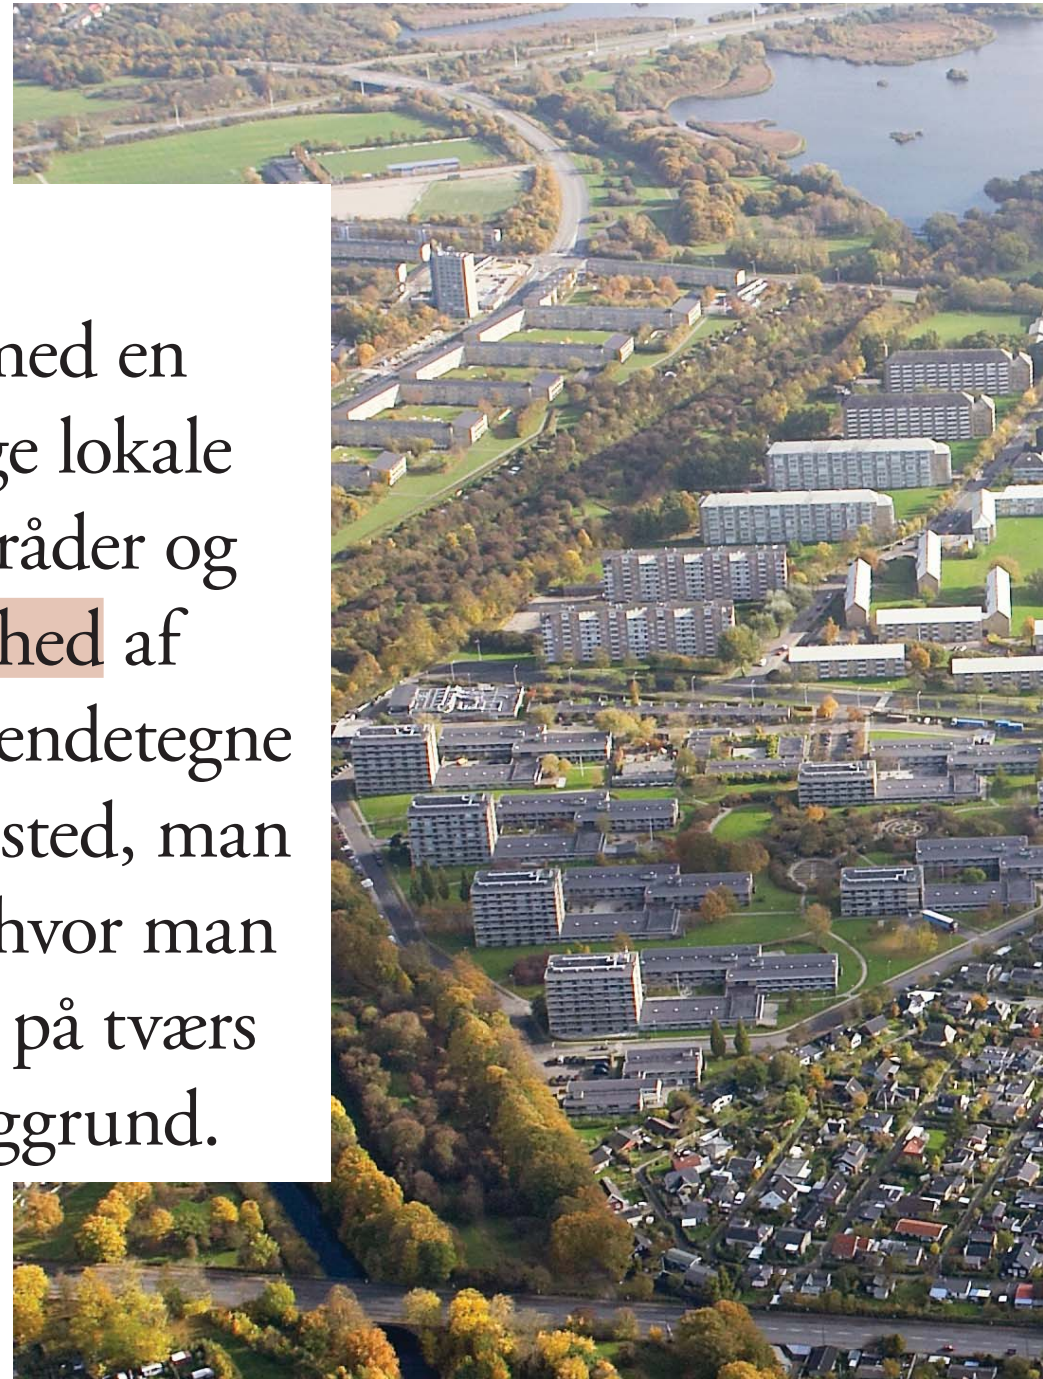 ned en
ge lokale
råder og
hed af
endetegne
sted, man
hvor man
på tværs
ggrund.